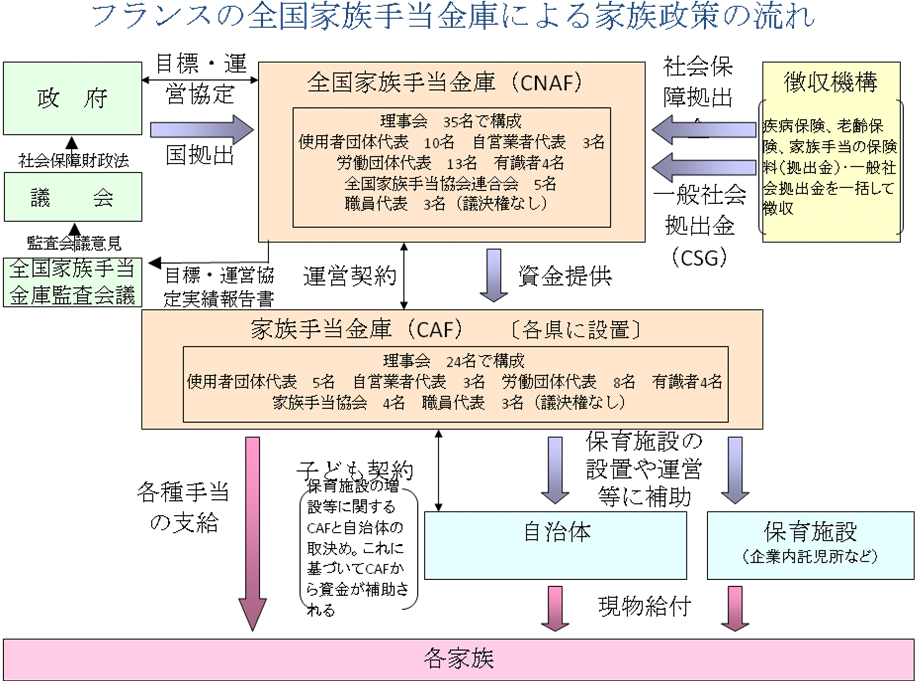 フランスの全国家族手当金庫による家族政策の流れ
政　府
目標・運
営協定
国拠出
社会保障財政法
議　会
監査会議意見
全国家族手当
金庫監査会議
目標・運営協
定実績報告書
全国家族手当金庫（CNAF）
理事会　35名で構成
使用者団体代表　10名　自営業者代表　3名
労働団体代表　13名　有識者4名
全国家族手当協会連合会　5名
職員代表　3名（議決権なし）
社会保
障拠出
金
一般社会
拠出金
（CSG）
徴収機構
疾病保険、老齢保
険、家族手当の保険
料（拠出金）・一般社
会拠出金を一括して
徴収
運営契約
資金提供
家族手当金庫（CAF）　〔各県に設置〕
理事会　24名で構成
使用者団体代表　5名　自営業者代表　3名　労働団体代表　8名　有識者4名
家族手当協会　4名　職員代表　3名（議決権なし）
各種手当
の支給
子ども契約
保育施設の増
設等に関する
CAFと自治体の
取決め。これに
基づいてCAFか
ら資金が補助さ
れる
保育施設の
設置や運営
等に補助
自治体
保育施設
（企業内託児所など）
現物給付
各家族